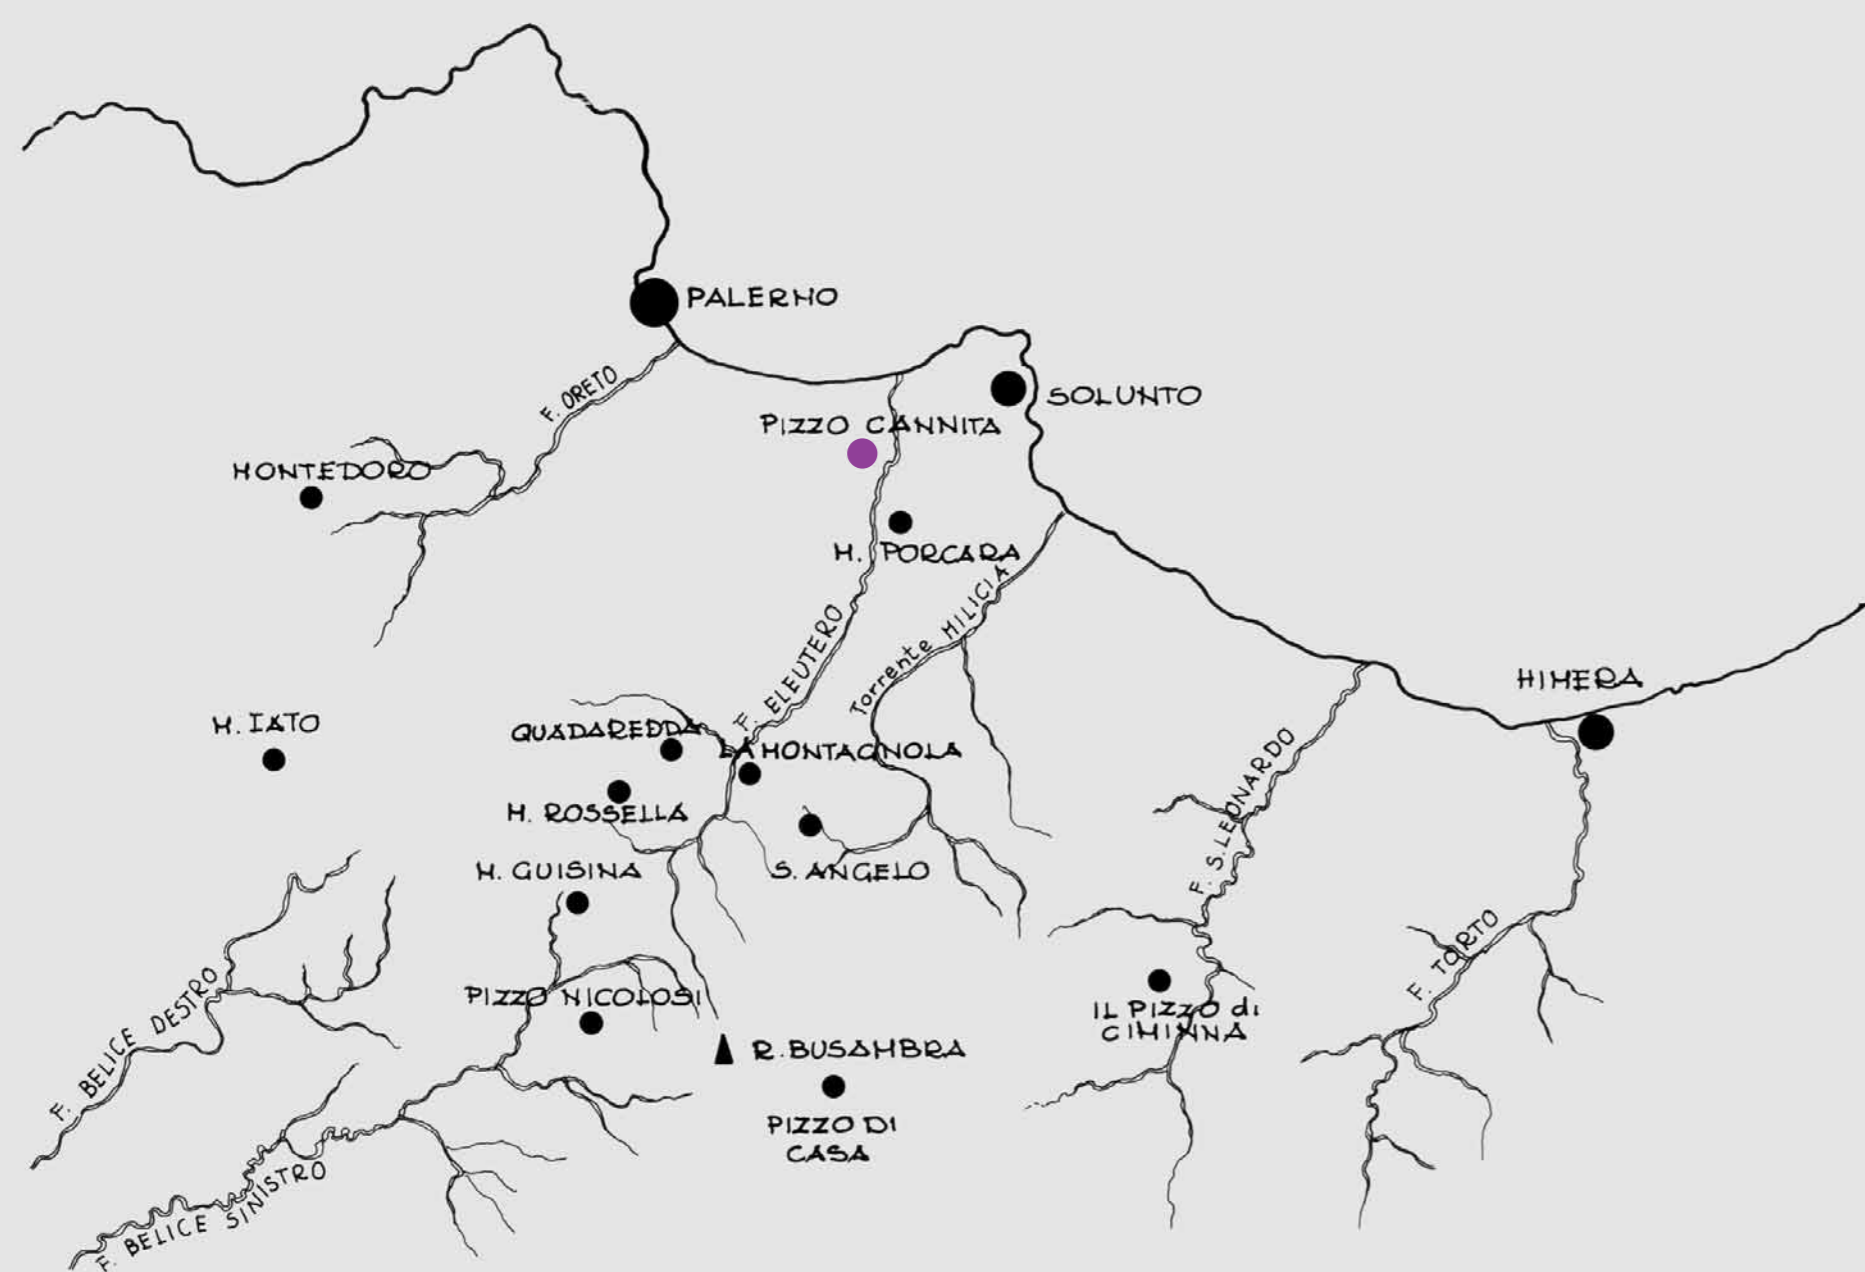 PALERMO
SOLUNTO
F. ORETO
PIZZO CANNITA
MONTEDORO
M. PORCARA
Torrente MILICIA
F. ELEUTERO
HIMERA
M. IATO
QUADAREDDA
LA MONTAGNOLA
M. ROSSELLA
F. S.LEONARDO
M. GUISINA
S. ANGELO
F. TORTO
PIZZO NICOLOSI
IL PIZZO di
CIMINNA
F. BELICE DESTRO
R. BUSAMBRA
PIZZO DI
CASA
F. BELICE SINISTRO